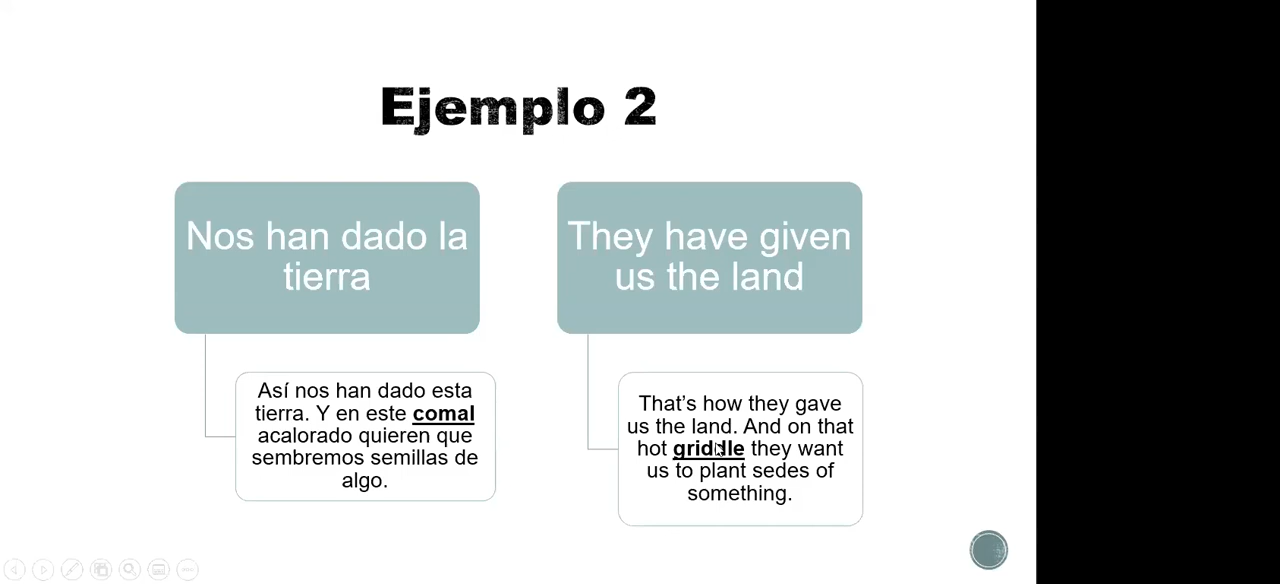 Ejemplo 2
Nos han dado la
tierra
Así nos han dado esta
tierra. Y en este comal
acalorado quieren que
sembremos semillas de
algo.
They have given
us the land
That's how they gave
us the land. And on that
hot griddle they want
us to plant sedes of
something.